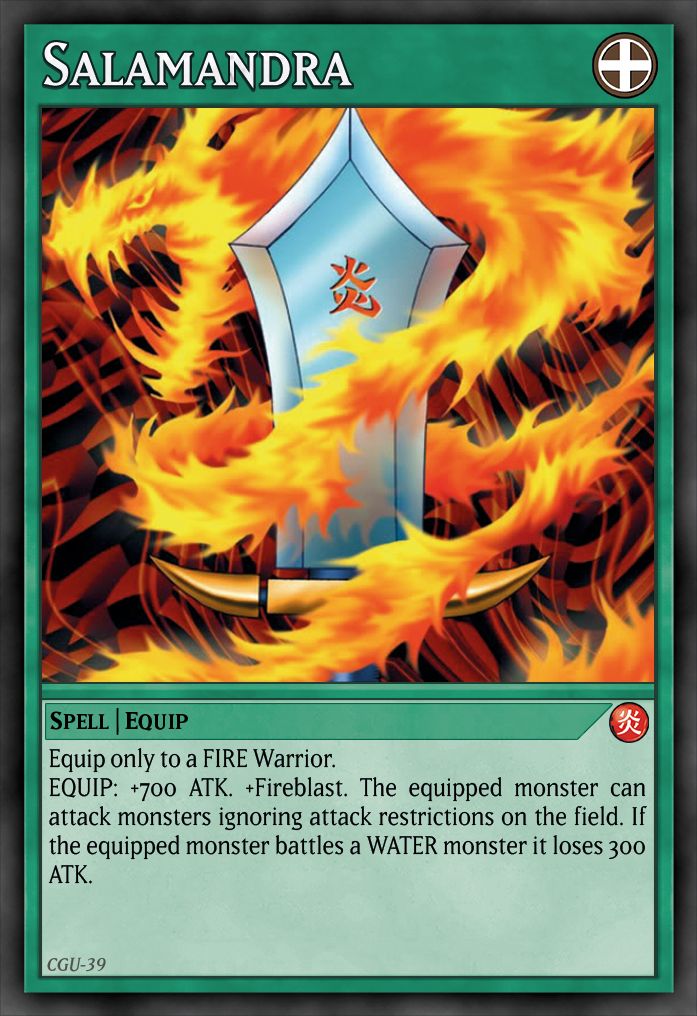 Salamandra
炎
Spell | Equip
炎
Equip only to a FIRE Warrior.
EQUIP: +700 ATK. +Fireblast. The equipped monster can
attack monsters ignoring attack restrictions on the field. If
the equipped monster battles a WATER monster it loses 300
ATK.
CGU-39